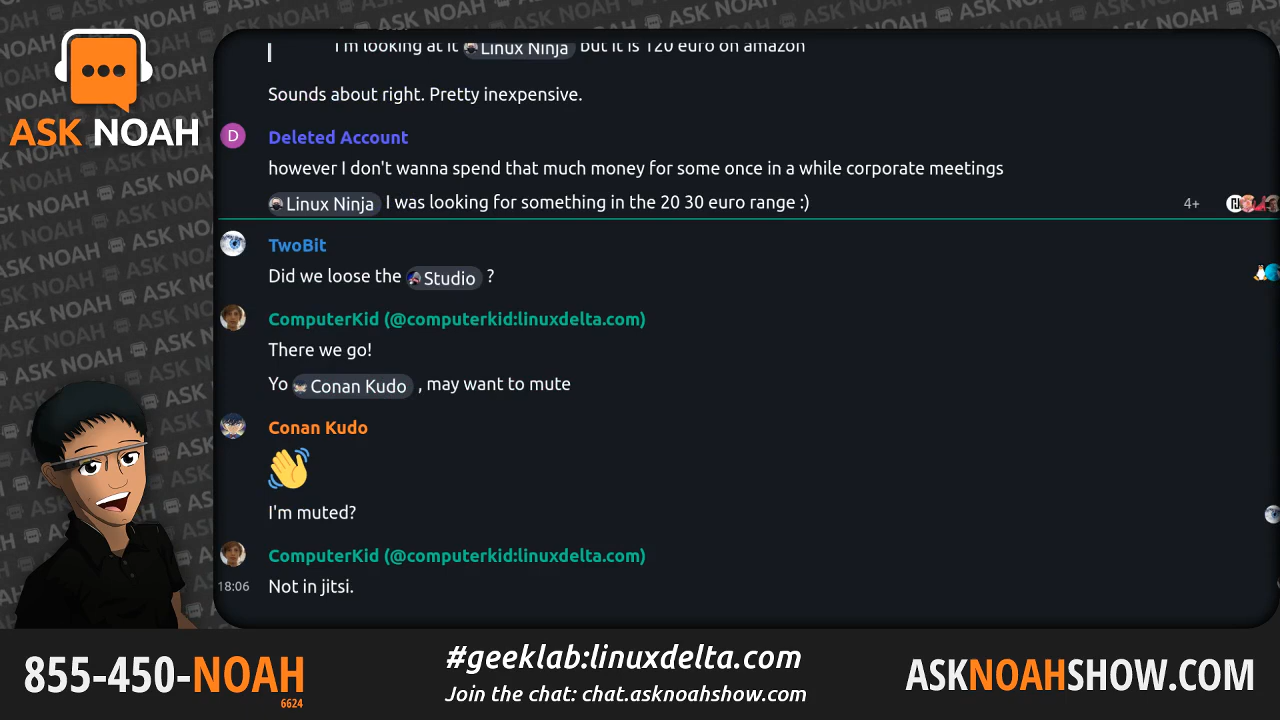 ASK NOAH
I'm looking at it Linux Ninja but it is 120 euro on amazon
Sounds about right. Pretty inexpensive.
D
Deleted Account
however I don't wanna spend that much money for some once in a while corporate meetings
Linux Ninja I was looking for something in the 20 30 euro range :)
4+
TwoBit
Did we loose the Studio ?
ComputerKid (@computerkid:linuxdelta.com)
There we go!
Yo Conan Kudo , may want to mute
Conan Kudo
👋
I'm muted?
ComputerKid (@computerkid:linuxdelta.com)
18:06 Not in jitsi.
855-450-NOAH
6624
#geeklab:linuxdelta.com
Join the chat: chat.asknoahshow.com
ASKNOAHSHOW.COM